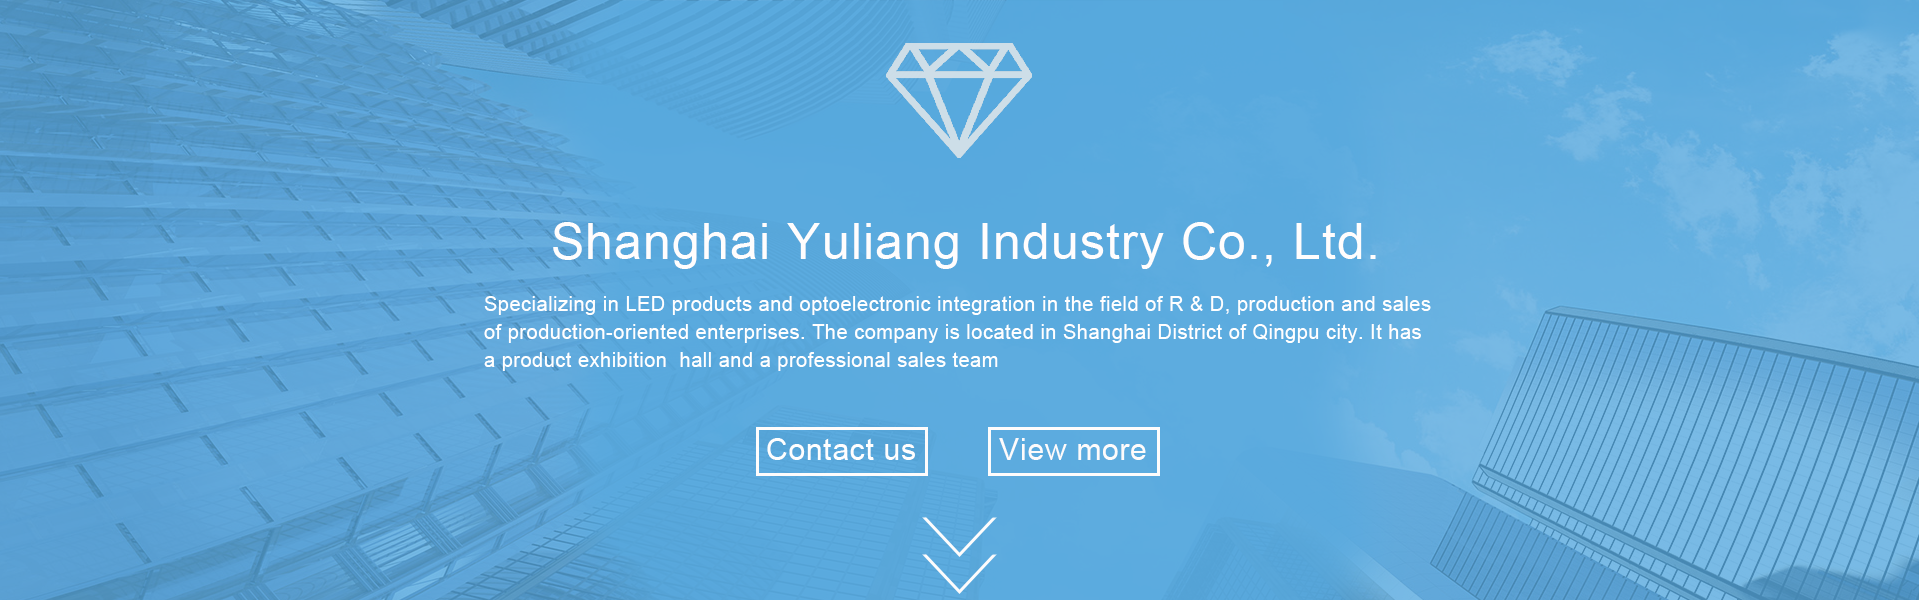 Shanghai Yuliang Industry Co., Ltd.
Specializing in LED products and optoelectronic integration in the field of R & D, production and sales
of production-oriented enterprises. The company is located in Shanghai District of Qingpu city. It has
a product exhibition  hall and a professional sales team
Contact us
View more